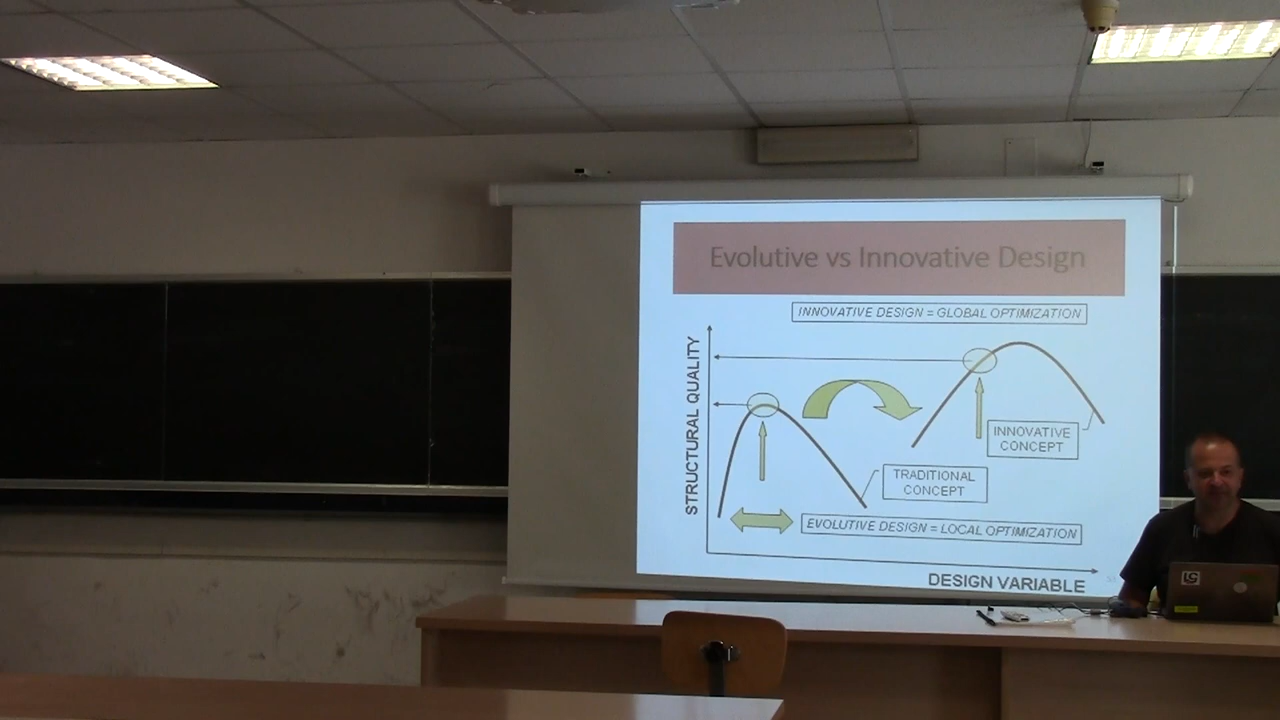 Evolutive vs Innovative Design
INNOVATIVE DESIGN = GLOBAL OPTIMIZATION
STRUCTURAL QUALITY
INNOVATIVE
CONCEPT
TRADITIONAL
CONCEPT
EVOLUTIVE DESIGN = LOCAL OPTIMIZATION
DESIGN VARIABLE